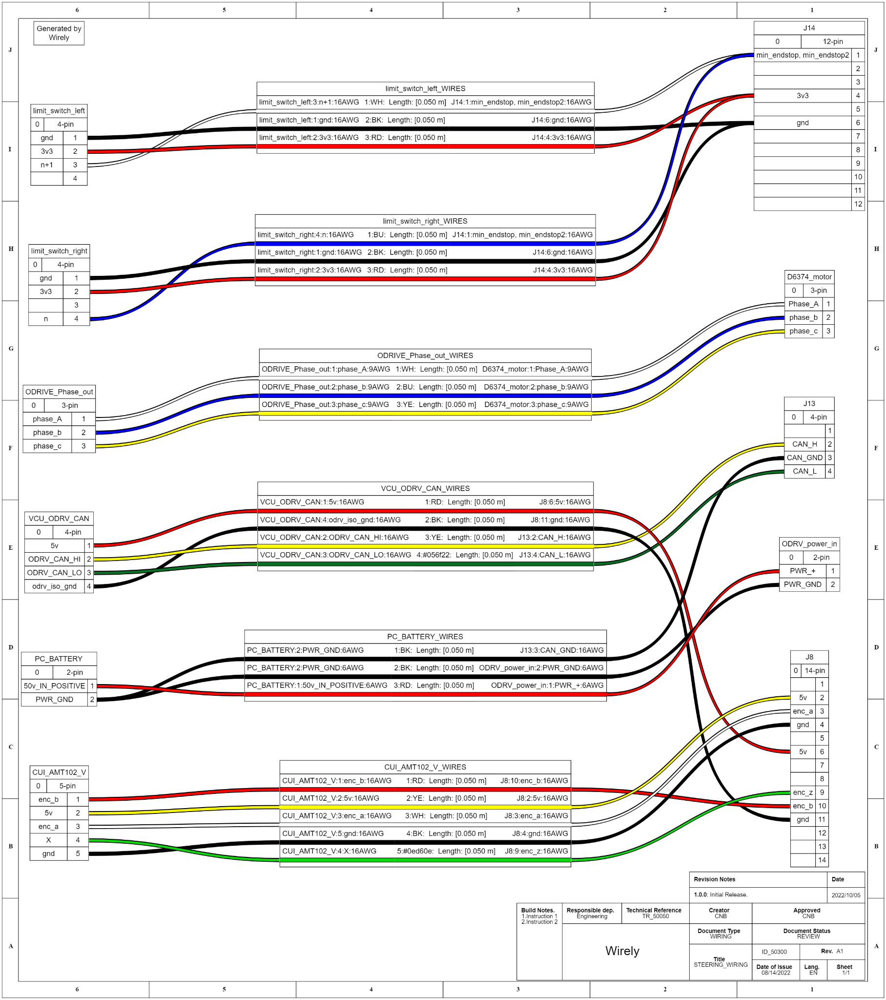 6 5 4 3 2 1
J
I
H
G
F
E
D
C
B
A
Generated by
Wirely
limit_switch_left
0 4-pin
gnd 1
3v3 2
n+1 3
4
limit_switch_left_WIRES
limit_switch_left:3:n+1:16AWG 1:WH: Length: [0.050 m] J14:1:min_endstop, min_endstop2:16AWG
limit_switch_left:1:gnd:16AWG 2:BK: Length: [0.050 m] J14:6:gnd:16AWG
limit_switch_left:2:3v3:16AWG 3:RD: Length: [0.050 m] J14:4:3v3:16AWG
J14
0 12-pin
min_endstop, min_endstop2 1
2
3
3v3 4
5
gnd 6
7
8
9
10
11
12
limit_switch_right
0 4-pin
gnd 1
3v3 2
3
n 4
limit_switch_right_WIRES
limit_switch_right:4:n:16AWG 1:BU: Length: [0.050 m] J14:1:min_endstop, min_endstop2:16AWG
limit_switch_right:1:gnd:16AWG 2:BK: Length: [0.050 m] J14:6:gnd:16AWG
limit_switch_right:2:3v3:16AWG 3:RD: Length: [0.050 m] J14:4:3v3:16AWG
D6374_motor
0 3-pin
Phase_A 1
phase_b 2
phase_c 3
ODRIVE_Phase_out
0 3-pin
phase_A 1
phase_b 2
phase_c 3
ODRIVE_Phase_out_WIRES
ODRIVE_Phase_out:1:phase_A:9AWG 1:WH: Length: [0.050 m] D6374_motor:1:Phase_A:9AWG
ODRIVE_Phase_out:2:phase_b:9AWG 2:BU: Length: [0.050 m] D6374_motor:2:phase_b:9AWG
ODRIVE_Phase_out:3:phase_c:9AWG 3:YE: Length: [0.050 m] D6374_motor:3:phase_c:9AWG
J13
0 4-pin
1
CAN_H 2
CAN_GND 3
CAN_L 4
VCU_ODRV_CAN
0 4-pin
5v 1
ODRV_CAN_HI 2
ODRV_CAN_LO 3
odrv_iso_gnd 4
VCU_ODRV_CAN_WIRES
VCU_ODRV_CAN:1:5v:16AWG 1:RD: Length: [0.050 m] J8:6:5v:16AWG
VCU_ODRV_CAN:4:odrv_iso_gnd:16AWG 2:BK: Length: [0.050 m] J8:11:gnd:16AWG
VCU_ODRV_CAN:2:ODRV_CAN_HI:16AWG 3:YE: Length: [0.050 m] J13:2:CAN_H:16AWG
VCU_ODRV_CAN:3:ODRV_CAN_LO:16AWG 4:#056f22: Length: [0.050 m] J13:4:CAN_L:16AWG
ODRV_power_in
0 2-pin
PWR_+ 1
PWR_GND 2
PC_BATTERY
0 2-pin
50v_IN_POSITIVE 1
PWR_GND 2
PC_BATTERY_WIRES
PC_BATTERY:2:PWR_GND:6AWG 1:BK: Length: [0.050 m] J13:3:CAN_GND:16AWG
PC_BATTERY:2:PWR_GND:6AWG 2:BK: Length: [0.050 m] ODRV_power_in:2:PWR_GND:6AWG
PC_BATTERY:1:50v_IN_POSITIVE:6AWG 3:RD: Length: [0.050 m] ODRV_power_in:1:PWR_+:6AWG
J8
0 14-pin
1
5v 2
enc_a 3
gnd 4
5
5v 6
7
8
enc_z 9
enc_b 10
gnd 11
12
13
14
CUI_AMT102_V
0 5-pin
enc_b 1
5v 2
enc_a 3
X 4
gnd 5
CUI_AMT102_V_WIRES
CUI_AMT102_V:1:enc_b:16AWG 1:RD: Length: [0.050 m] J8:10:enc_b:16AWG
CUI_AMT102_V:2:5v:16AWG 2:YE: Length: [0.050 m] J8:2:5v:16AWG
CUI_AMT102_V:3:enc_a:16AWG 3:WH: Length: [0.050 m] J8:3:enc_a:16AWG
CUI_AMT102_V:5:gnd:16AWG 4:BK: Length: [0.050 m] J8:4:gnd:16AWG
CUI_AMT102_V:4:X:16AWG 5:#0ed60e: Length: [0.050 m] J8:9:enc_z:16AWG
Revision Notes Date
1.0.0: Initial Release. 2022/10/05
Build Notes.
1.Instruction 1
2.Instruction 2
Responsible dep.
Engineering
Technical Reference
TR_50050
Creator
CNB
Approved
CNB
Wirely
Document Type
WIRING
Document Status
REVIEW
Title
STEERING_WIRING
ID_50300
Rev. A1
Date of Issue
08/14/2022
Lang.
EN
Sheet
1/1
J
I
H
G
F
E
D
C
B
A
6 5 4 3 2 1